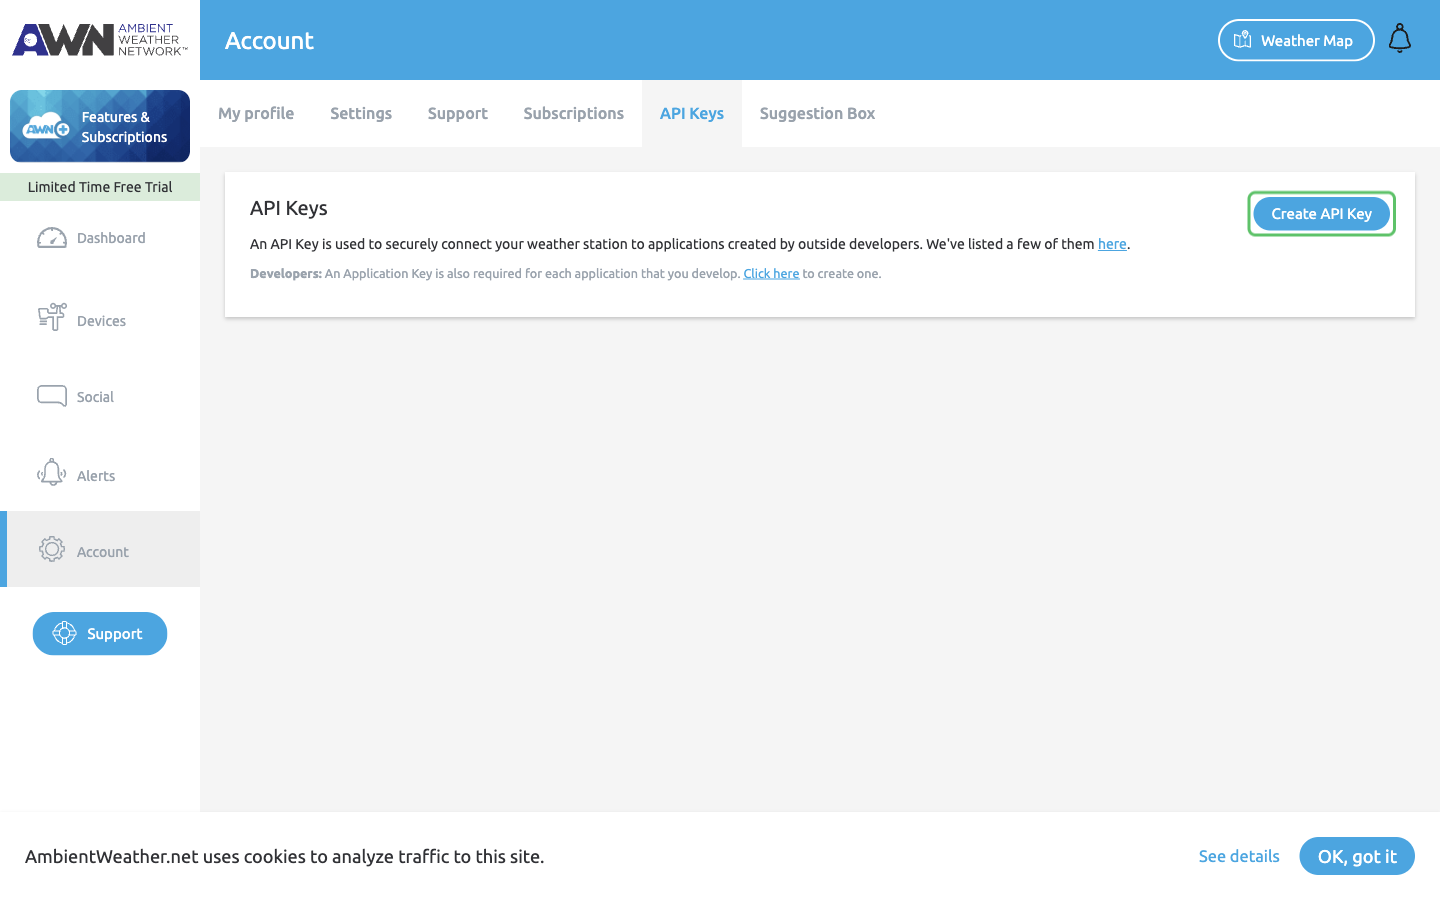 AWN AMBIENT WEATHER NETWORK™
Account
Weather Map
AWN+ Features & Subscriptions
Limited Time Free Trial
Dashboard
Devices
Social
Alerts
Account
Support
My profile Settings Support Subscriptions API Keys Suggestion Box
API Keys
Create API Key
An API Key is used to securely connect your weather station to applications created by outside developers. We've listed a few of them here.
Developers: An Application Key is also required for each application that you develop. Click here to create one.
AmbientWeather.net uses cookies to analyze traffic to this site.
See details OK, got it